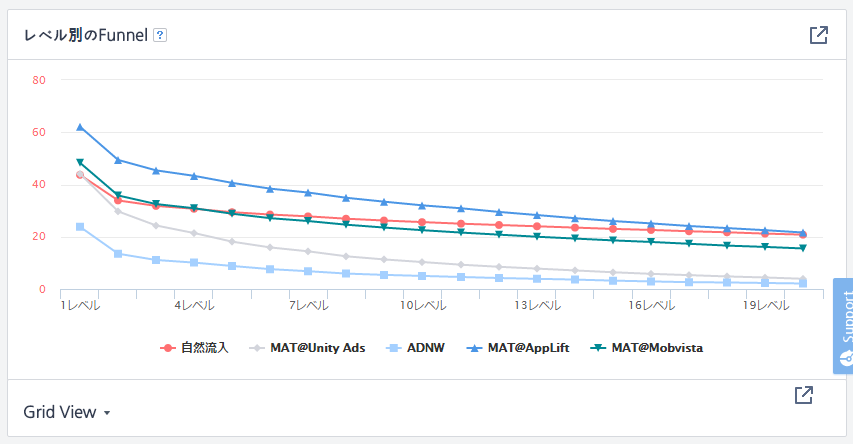 レベル別のFunnel ?
80
60
40
20
0
1レベル 4レベル 7レベル 10レベル 13レベル 16レベル 19レベル
自然流入 MAT@Unity Ads ADNW MAT@AppLift MAT@Mobvista
Support
Grid View